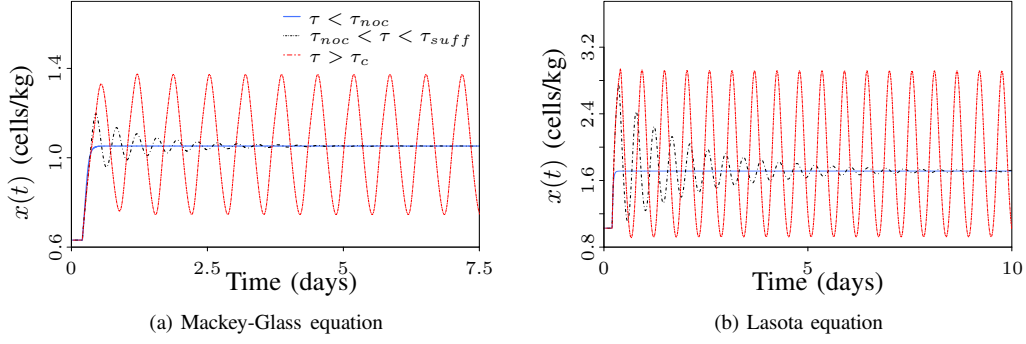 τ < τ_noc
τ_noc < τ < τ_suff
τ > τ_c
x(t) (cells/kg)
1.4
1.0
0.6
0
2.5
5
7.5
Time (days)
(a) Mackey-Glass equation
x(t) (cells/kg)
3.2
2.4
1.6
0.8
0
5
10
Time (days)
(b) Lasota equation